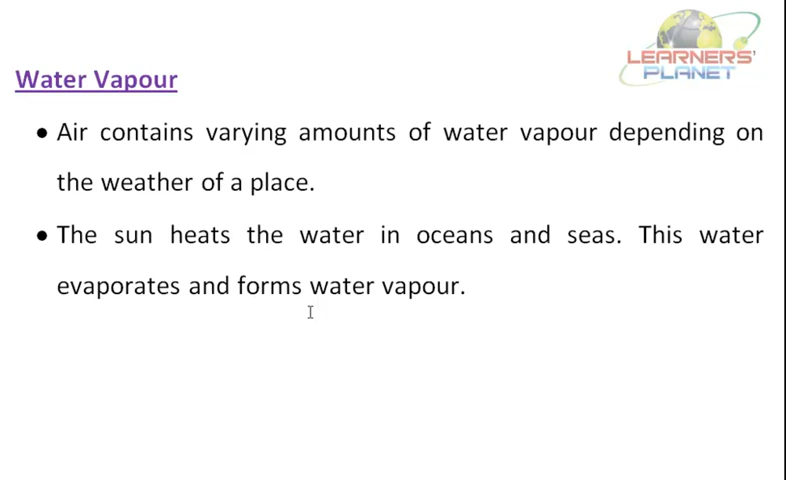 LEARNERS'
PLANET
Water Vapour
• Air contains varying amounts of water vapour depending on
the weather of a place.
• The sun heats the water in oceans and seas. This water
evaporates and forms water vapour.